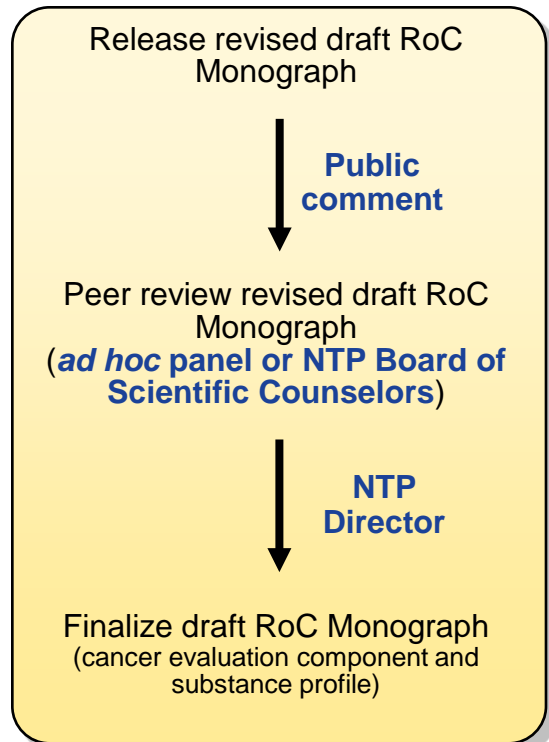 Release revised draft RoC
Monograph
Public
comment
Peer review revised draft RoC
Monograph
(ad hoc panel or NTP Board of
Scientific Counselors)
NTP
Director
Finalize draft RoC Monograph
(cancer evaluation component and
substance profile)